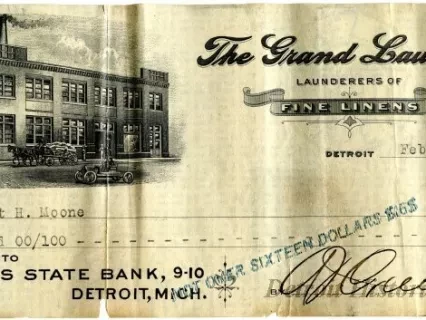 The Grand Lau
LAUNDERERS OF
FINE LINENS
DETROIT Feb
t H. Moone
d 00/100
NOT OVER SIXTEEN DOLLARS $16$
TO
S STATE BANK, 9-10
DETROIT, MICH.